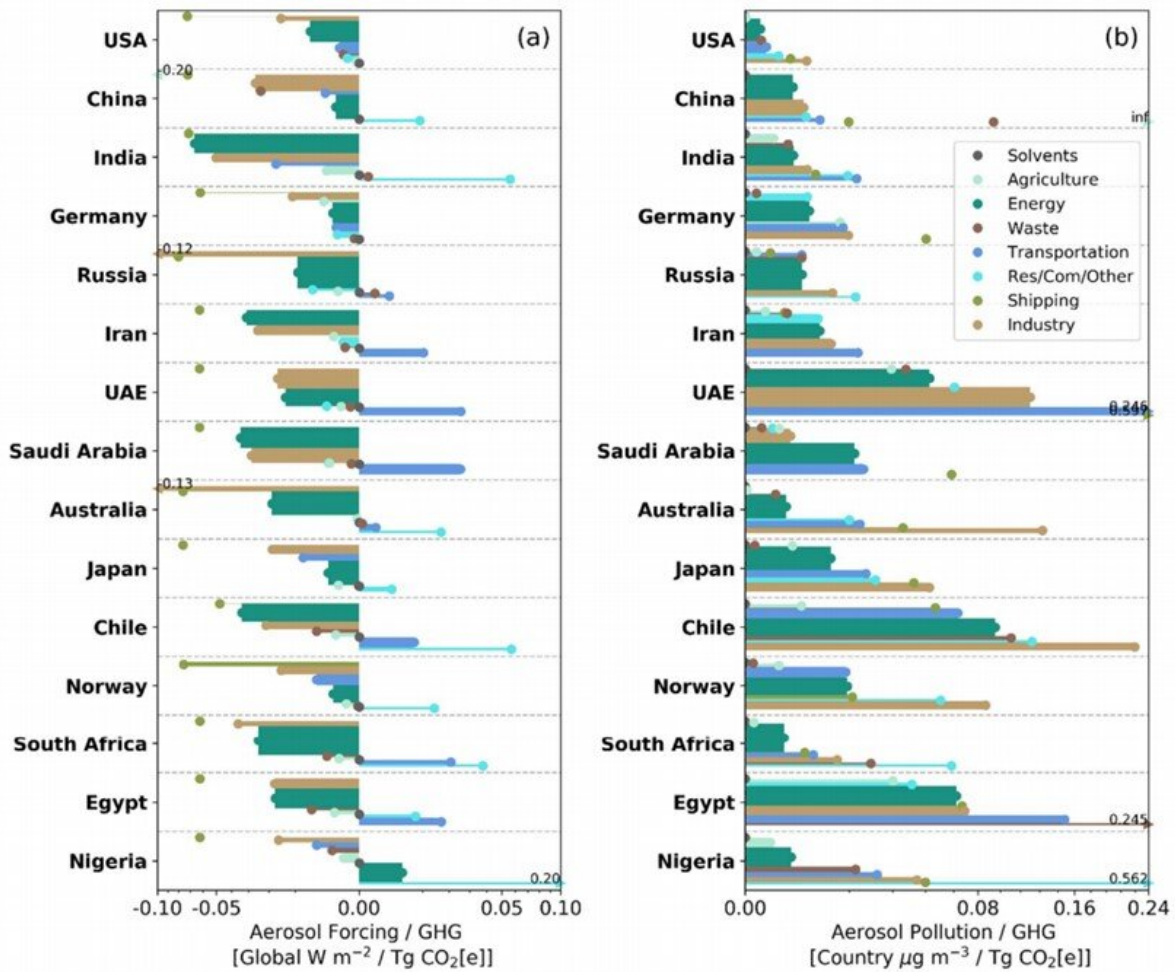 (a)
USA
-0.20
China
India
Germany
-0.12
Russia
Iran
UAE
Saudi Arabia
-0.13
Australia
Japan
Chile
Norway
South Africa
Egypt
Nigeria
0.20
-0.10 -0.05 0.00 0.05 0.10
Aerosol Forcing / GHG
[Global W m⁻² / Tg CO₂[e]]
(b)
USA
China
inf
India
Solvents
Agriculture
Energy
Waste
Transportation
Res/Com/Other
Shipping
Industry
Germany
Russia
Iran
UAE
0.246
0.597
Saudi Arabia
Australia
Japan
Chile
Norway
South Africa
Egypt
0.245
Nigeria
0.562
0.00 0.08 0.16 0.24
Aerosol Pollution / GHG
[Country μg m⁻³ / Tg CO₂[e]]